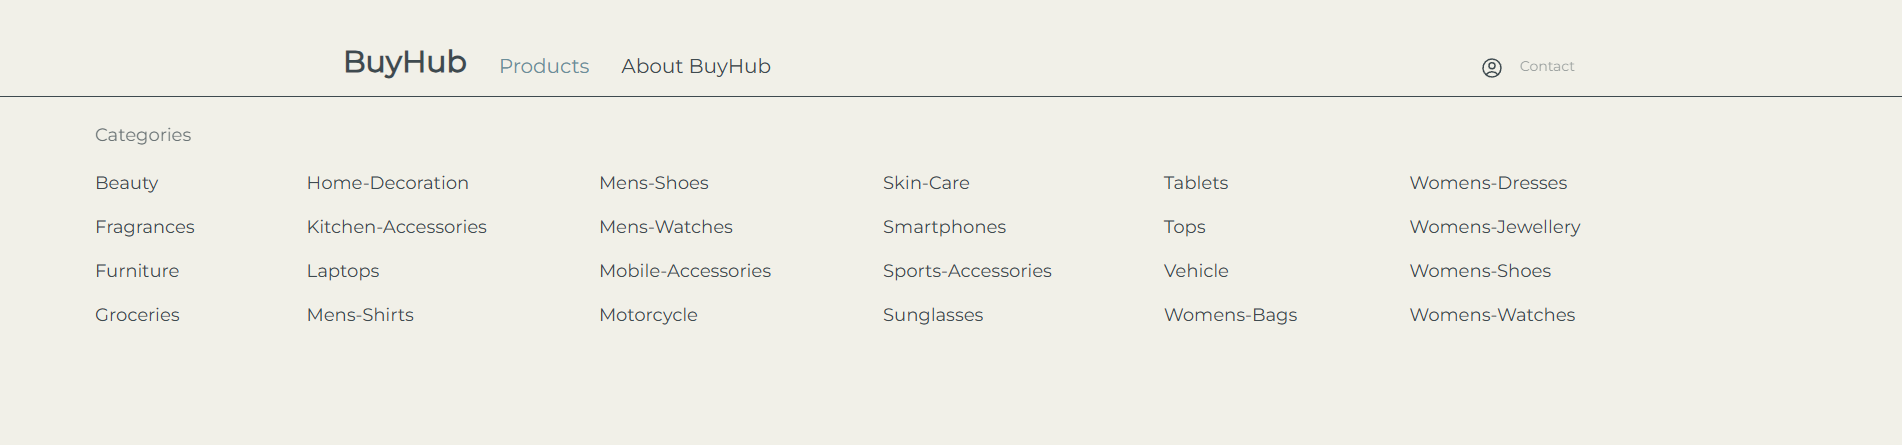 BuyHub Products About BuyHub Contact
Categories
Beauty Home-Decoration Mens-Shoes Skin-Care Tablets Womens-Dresses
Fragrances Kitchen-Accessories Mens-Watches Smartphones Tops Womens-Jewellery
Furniture Laptops Mobile-Accessories Sports-Accessories Vehicle Womens-Shoes
Groceries Mens-Shirts Motorcycle Sunglasses Womens-Bags Womens-Watches